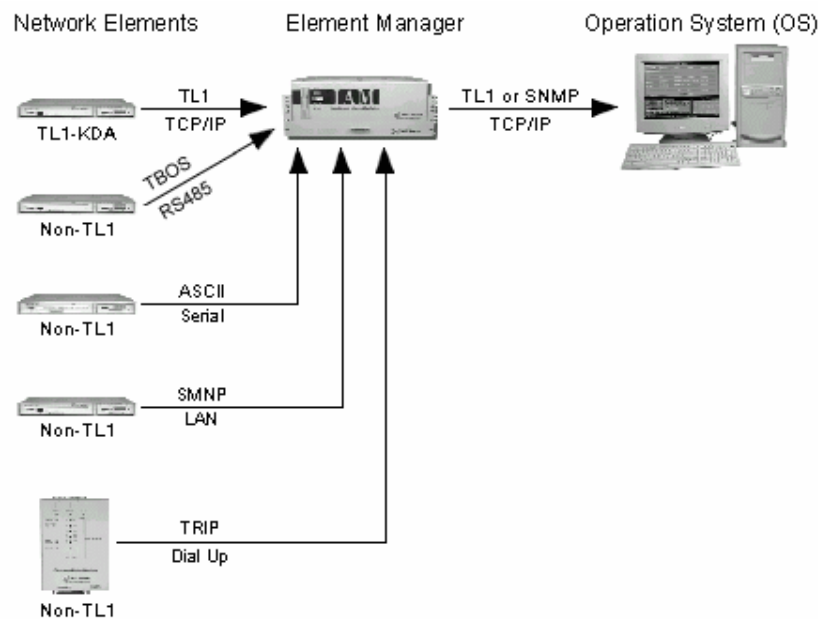 Network Elements
Element Manager
Operation System (OS)
TL1
TCP/IP
TL1-KDA
AM
TL1 or SNMP
TCP/IP
TBOS
RS485
Non-TL1
ASCII
Serial
Non-TL1
SMNP
LAN
Non-TL1
TRIP
Dial Up
Non-TL1